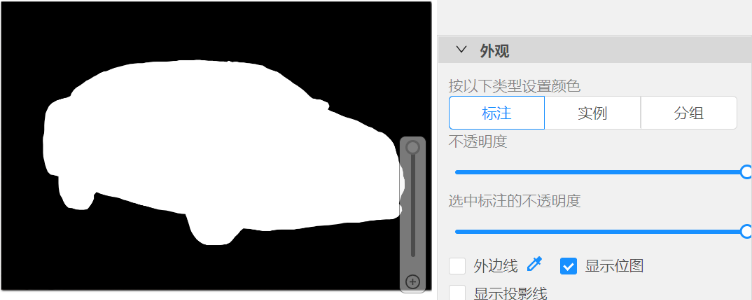 外观
按以下类型设置颜色
标注 实例 分组
不透明度
选中标注的不透明度
外边线 显示位图
显示投影线